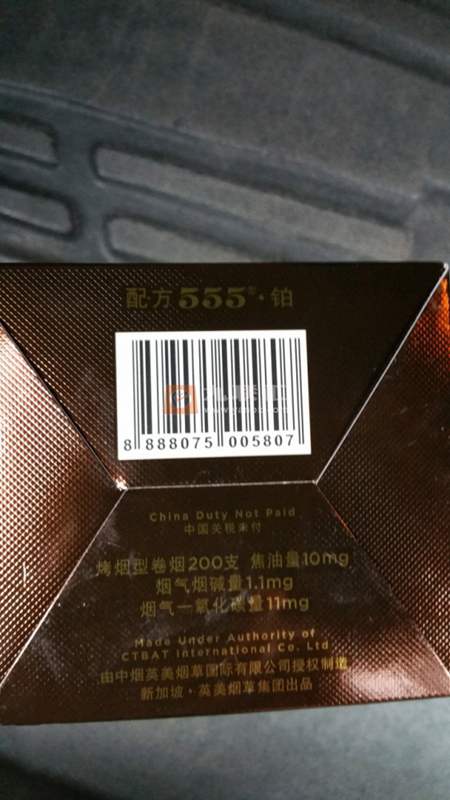 配方 555®·铂
8 888075 005807
China Duty Not Paid
中国关税未付
烤烟型卷烟200支 焦油量10mg
烟气烟碱量1.1mg
烟气一氧化碳量11mg
Made Under Authority of
CTBAT International Co. Ltd
由中烟英美烟草国际有限公司授权制造
新加坡·英美烟草集团出品